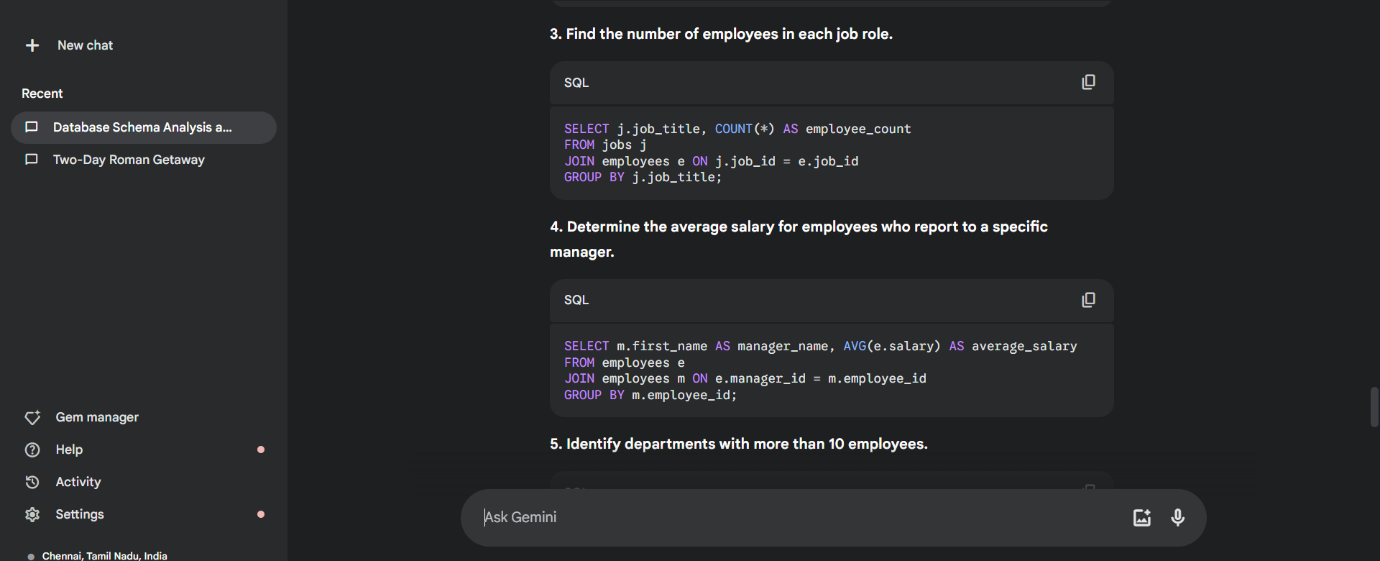 New chat
Recent
Database Schema Analysis a...
Two-Day Roman Getaway
Gem manager
Help
Activity
Settings
Chennai, Tamil Nadu, India
3. Find the number of employees in each job role.
SQL
SELECT j.job_title, COUNT(*) AS employee_count
FROM jobs j
JOIN employees e ON j.job_id = e.job_id
GROUP BY j.job_title;
4. Determine the average salary for employees who report to a specific
manager.
SQL
SELECT m.first_name AS manager_name, AVG(e.salary) AS average_salary
FROM employees e
JOIN employees m ON e.manager_id = m.employee_id
GROUP BY m.employee_id;
5. Identify departments with more than 10 employees.
Ask Gemini